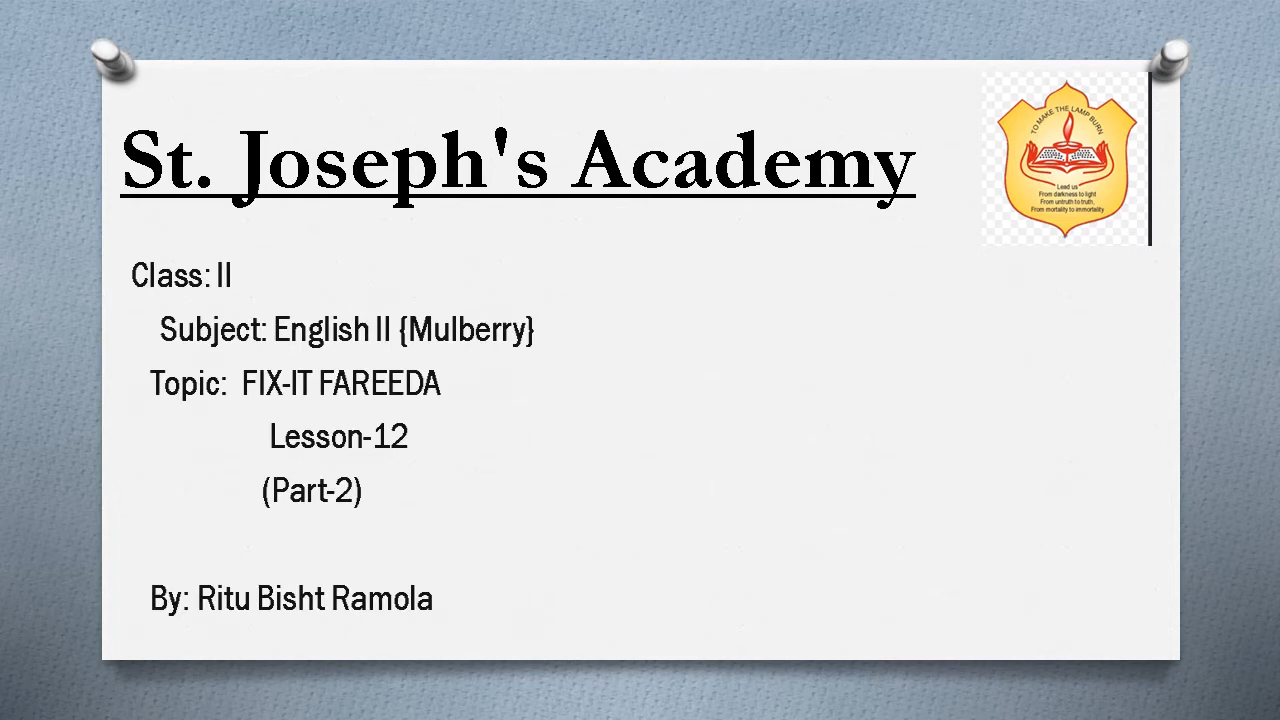 St. Joseph's Academy
TO MAKE THE LAMP BURN
Lead us
From darkness to light
From untruth to truth,
From mortality to immortality
Class: II
Subject: English II {Mulberry}
Topic: FIX-IT FAREEDA
Lesson-12
(Part-2)
By: Ritu Bisht Ramola